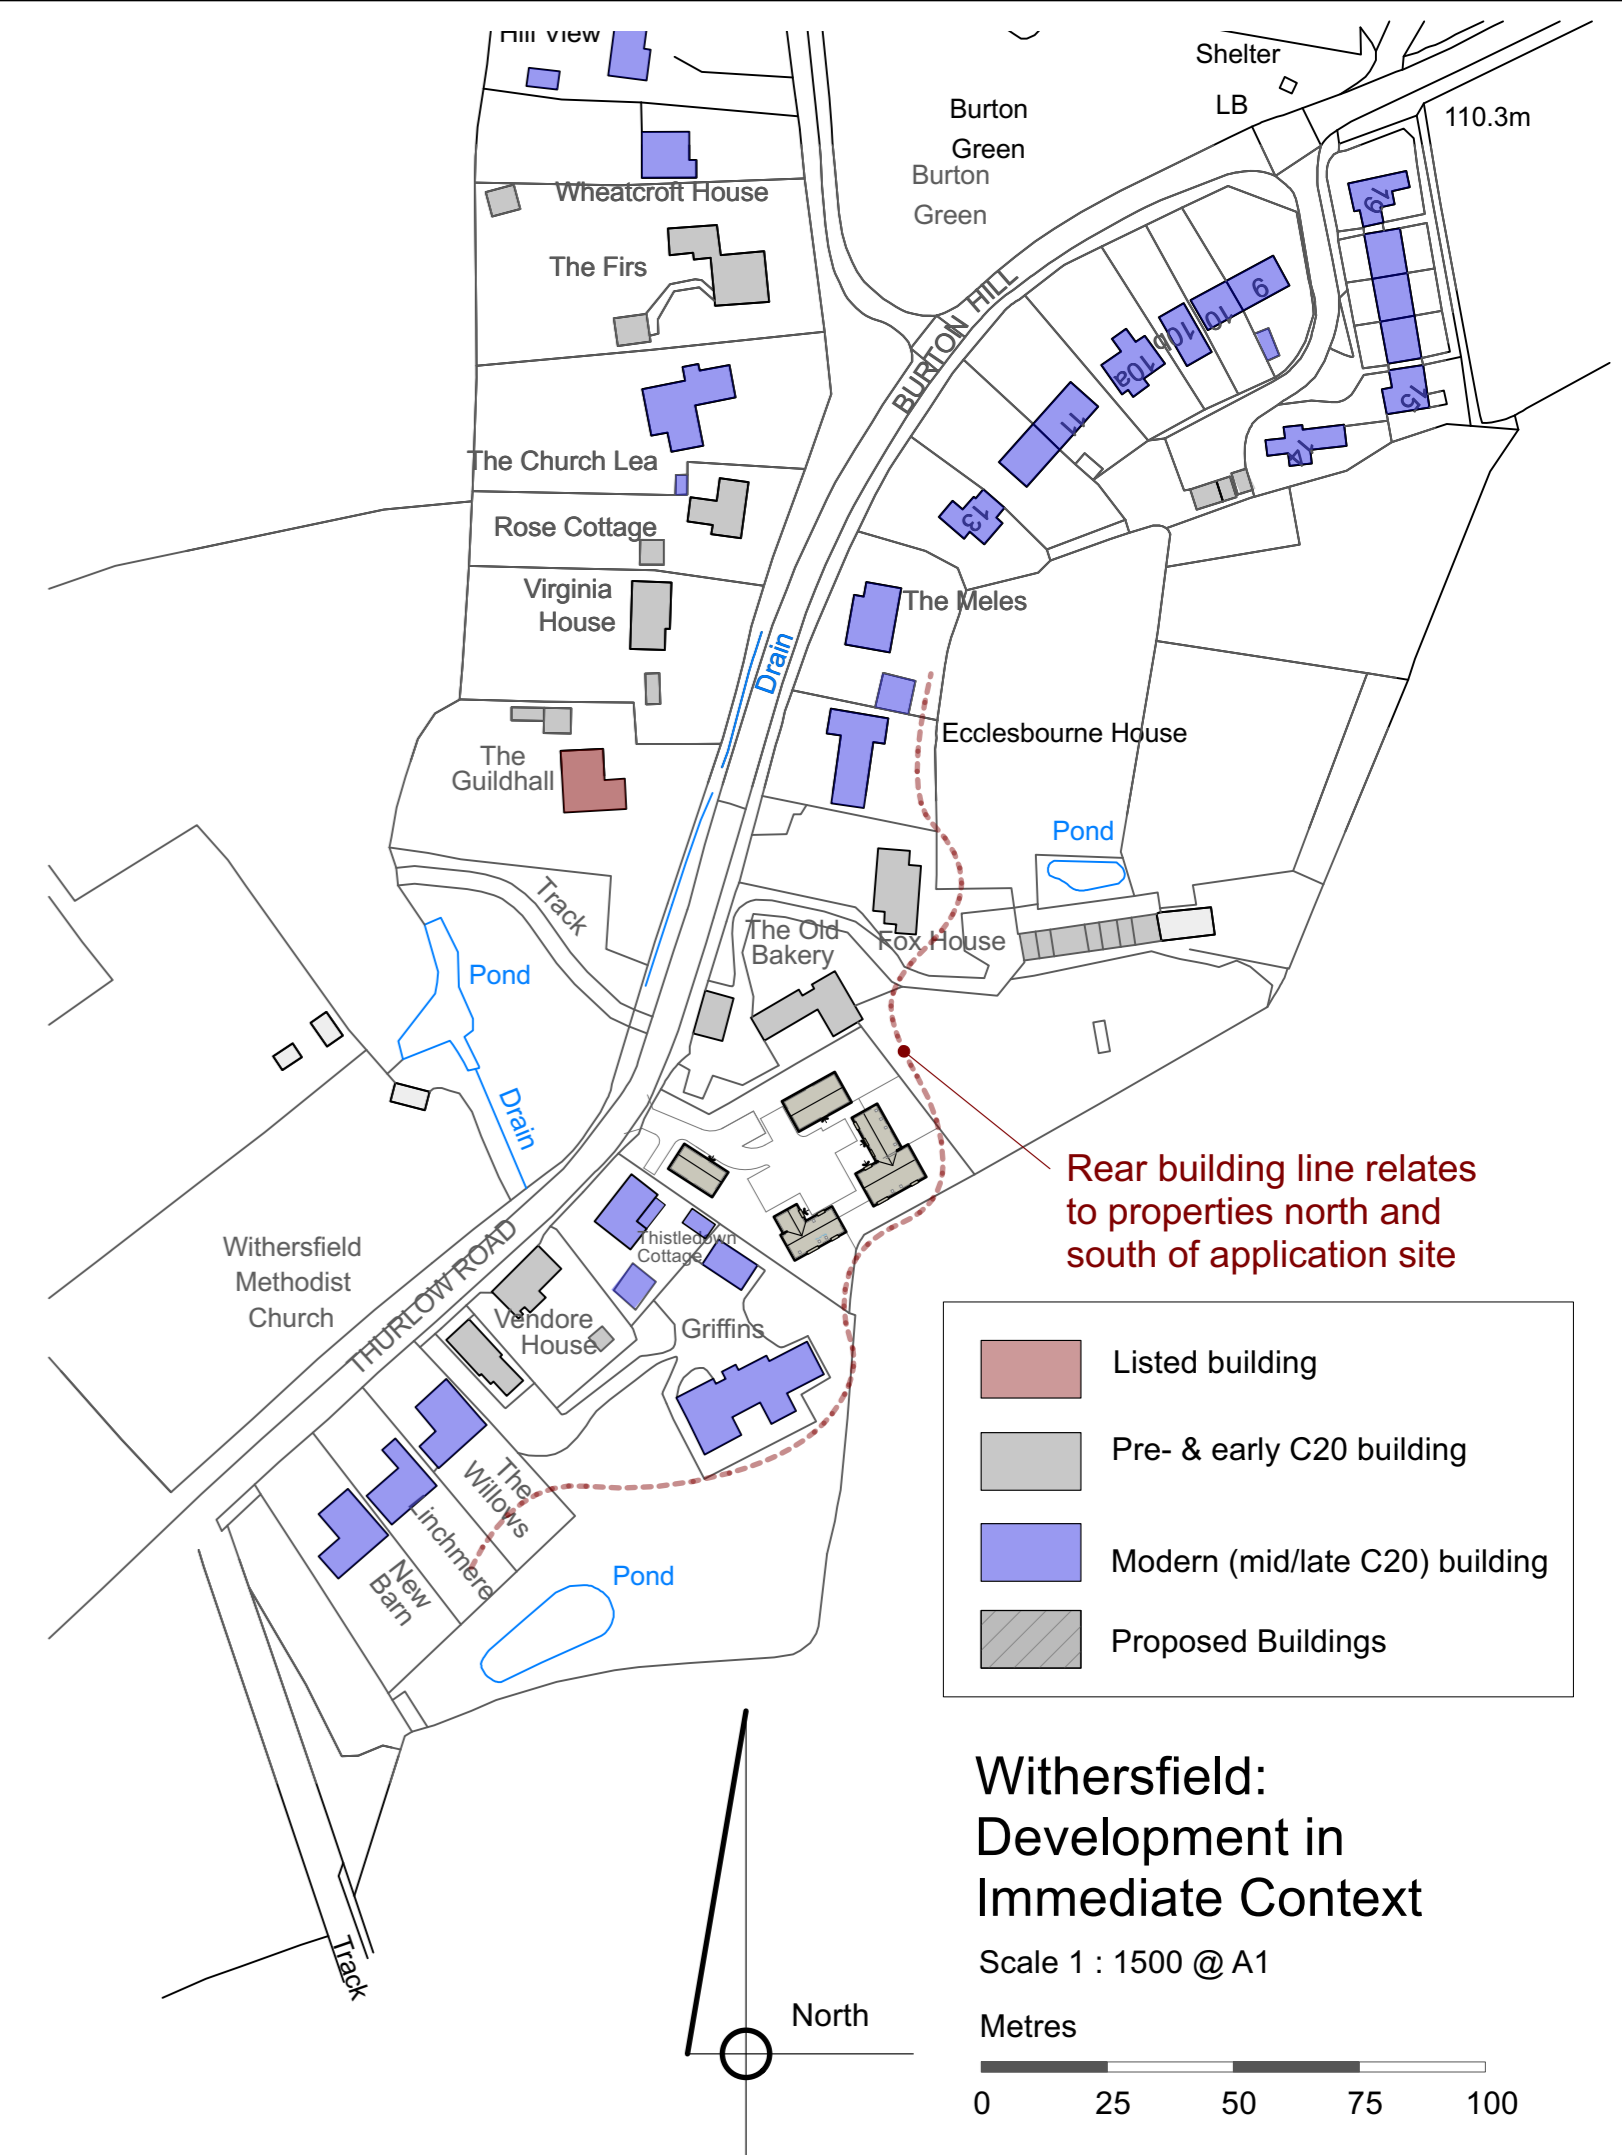 Hill View
Shelter
LB
110.3m
Burton
Green
Burton
Green
Wheatcroft House
The Firs
BURTON HILL
19
9
10
10b
10a
11
15
14
13
The Church Lea
Rose Cottage
Virginia
House
The Meles
Drain
Ecclesbourne House
The
Guildhall
Pond
Track
The Old
Bakery
Fox House
Pond
Drain
Rear building line relates
to properties north and
south of application site
Thistledown
Cottage
Withersfield
Methodist
Church
THURLOW ROAD
Vendore
House
Griffins
The
Willows
Linchmere
New
Barn
Pond
Listed building
Pre- & early C20 building
Modern (mid/late C20) building
Proposed Buildings
Withersfield:
Development in
Immediate Context
Scale 1 : 1500 @ A1
Track
North
Metres
0 25 50 75 100